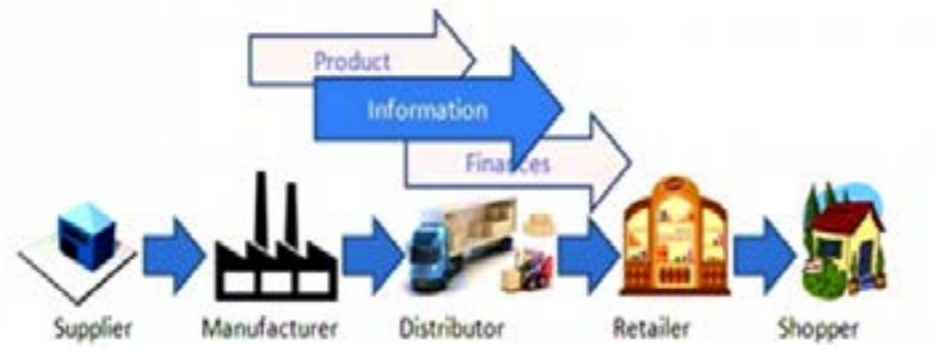 Product
Information
Finances
Supplier Manufacturer Distributor Retailer Shopper